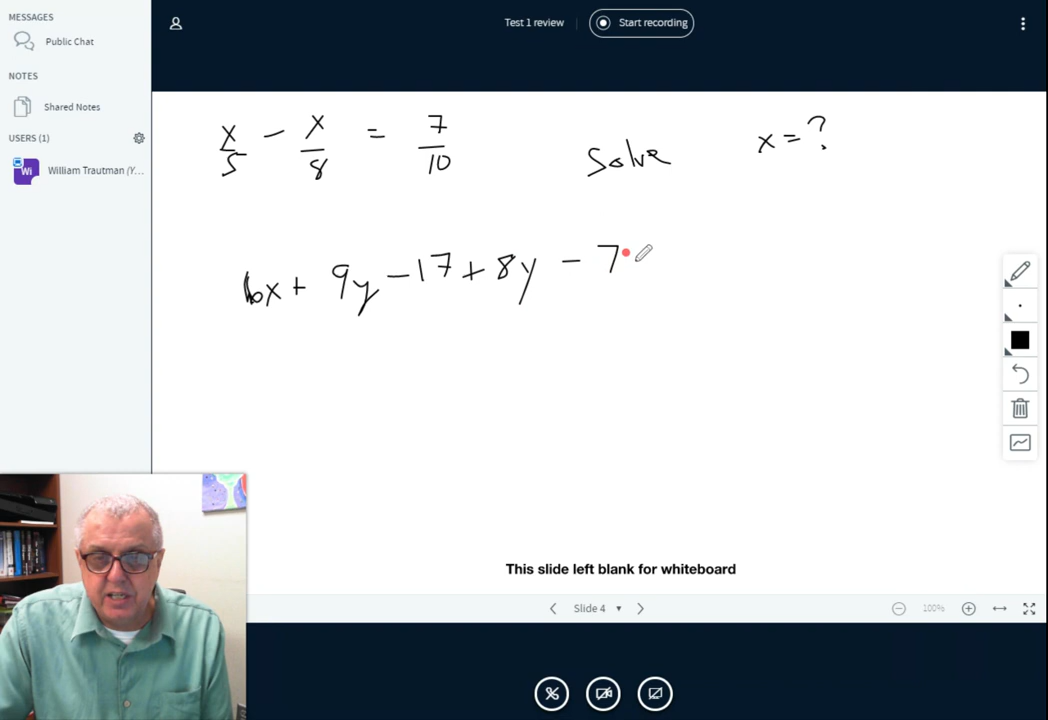 MESSAGES
Public Chat
NOTES
Shared Notes
USERS (1)
Wi William Trautman (Y...
Test 1 review
Start recording
x/5 - x/8 = 7/10 Solve x = ?
6x + 9y - 17 + 8y - 7
This slide left blank for whiteboard
Slide 4
100%